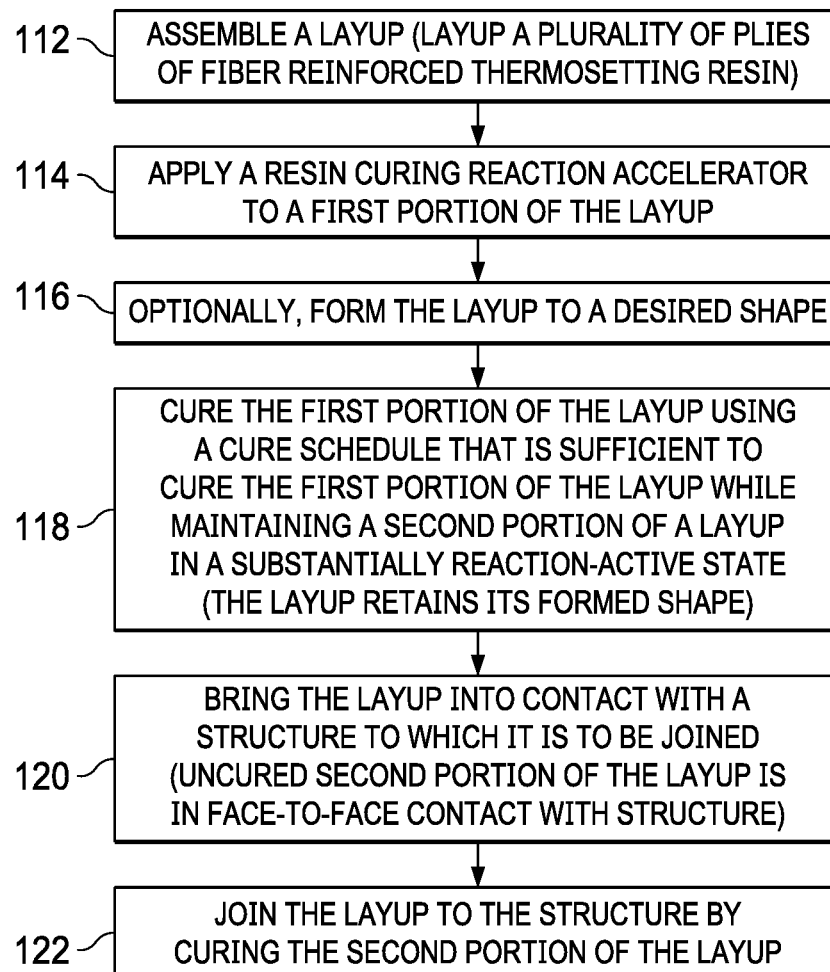 112
ASSEMBLE A LAYUP (LAYUP A PLURALITY OF PLIES
OF FIBER REINFORCED THERMOSETTING RESIN)
114
APPLY A RESIN CURING REACTION ACCELERATOR
TO A FIRST PORTION OF THE LAYUP
116
OPTIONALLY, FORM THE LAYUP TO A DESIRED SHAPE
118
CURE THE FIRST PORTION OF THE LAYUP USING
A CURE SCHEDULE THAT IS SUFFICIENT TO
CURE THE FIRST PORTION OF THE LAYUP WHILE
MAINTAINING A SECOND PORTION OF A LAYUP
IN A SUBSTANTIALLY REACTION-ACTIVE STATE
(THE LAYUP RETAINS ITS FORMED SHAPE)
120
BRING THE LAYUP INTO CONTACT WITH A
STRUCTURE TO WHICH IT IS TO BE JOINED
(UNCURED SECOND PORTION OF THE LAYUP IS
IN FACE-TO-FACE CONTACT WITH STRUCTURE)
122
JOIN THE LAYUP TO THE STRUCTURE BY
CURING THE SECOND PORTION OF THE LAYUP